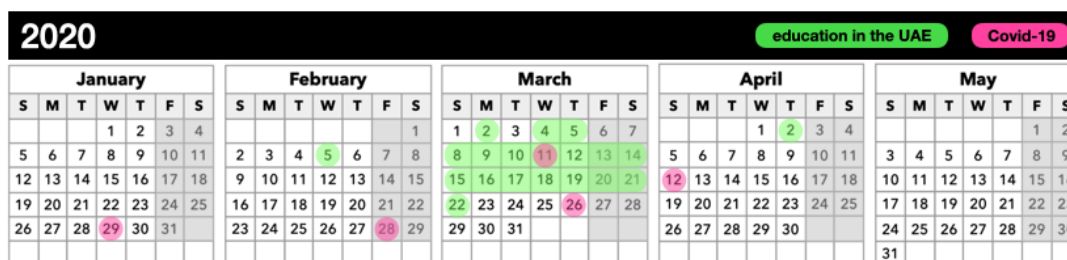 2020 education in the UAE Covid-19
January February March April May
S M T W T F S S M T W T F S S M T W T F S S M T W T F S S M T W T F S
1 2 3 4 1 1 2 3 4 5 6 7 1 2 3 4 1 2
5 6 7 8 9 10 11 2 3 4 5 6 7 8 8 9 10 11 12 13 14 5 6 7 8 9 10 11 3 4 5 6 7 8 9
12 13 14 15 16 17 18 9 10 11 12 13 14 15 15 16 17 18 19 20 21 12 13 14 15 16 17 18 10 11 12 13 14 15
19 20 21 22 23 24 25 16 17 18 19 20 21 22 22 23 24 25 26 27 28 19 20 21 22 23 24 25 17 18 19 20 21 22
26 27 28 29 30 31 23 24 25 26 27 28 29 29 30 31 26 27 28 29 30 24 25 26 27 28 29
31